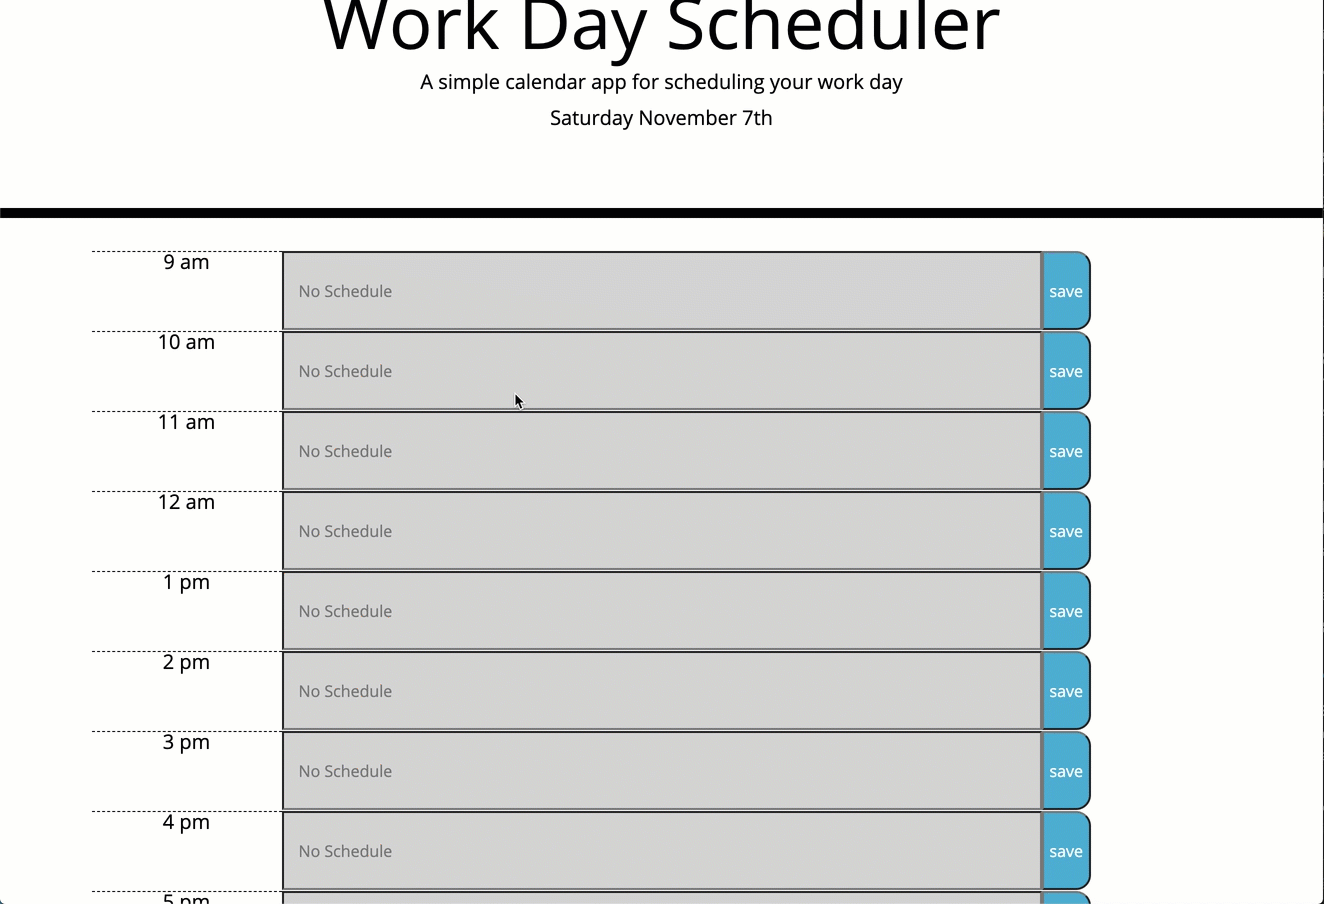 Work Day Scheduler
A simple calendar app for scheduling your work day
Saturday November 7th
9 am
No Schedule
save
10 am
No Schedule
save
11 am
No Schedule
save
12 am
No Schedule
save
1 pm
No Schedule
save
2 pm
No Schedule
save
3 pm
No Schedule
save
4 pm
No Schedule
save
5 pm